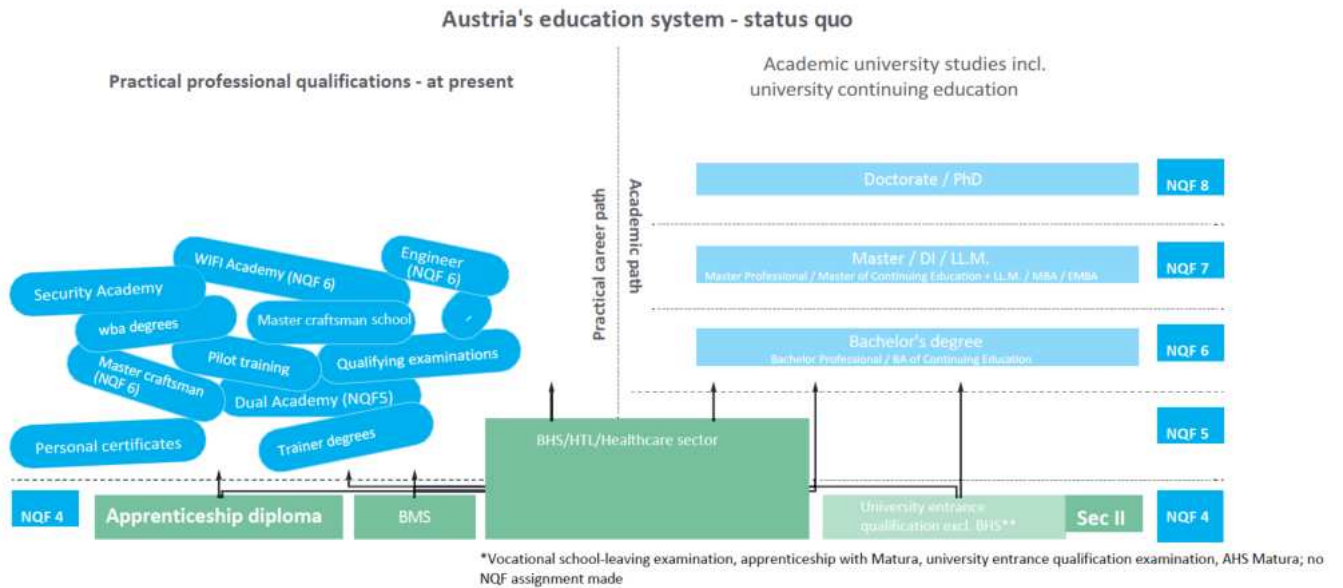 Austria's education system - status quo
Practical professional qualifications - at present
Academic university studies incl.
university continuing education
Practical career path
Academic path
Doctorate / PhD
NQF 8
Master / DI / LL.M.
Master Professional / Master of Continuing Education + LL.M. / MBA / EMBA
NQF 7
Bachelor's degree
Bachelor Professional / BA of Continuing Education
NQF 6
NQF 5
WIFI Academy (NQF 6)
Engineer
(NQF 6)
Security Academy
wba degrees
Master craftsman school
Pilot training
Qualifying examinations
Master craftsman
(NQF 6)
Dual Academy (NQF5)
Personal certificates
Trainer degrees
BHS/HTL/Healthcare sector
NQF 4
Apprenticeship diploma
BMS
University entrance
qualification excl. BHS**
Sec II
NQF 4
*Vocational school-leaving examination, apprenticeship with Matura, university entrance qualification examination, AHS Matura; no
NQF assignment made